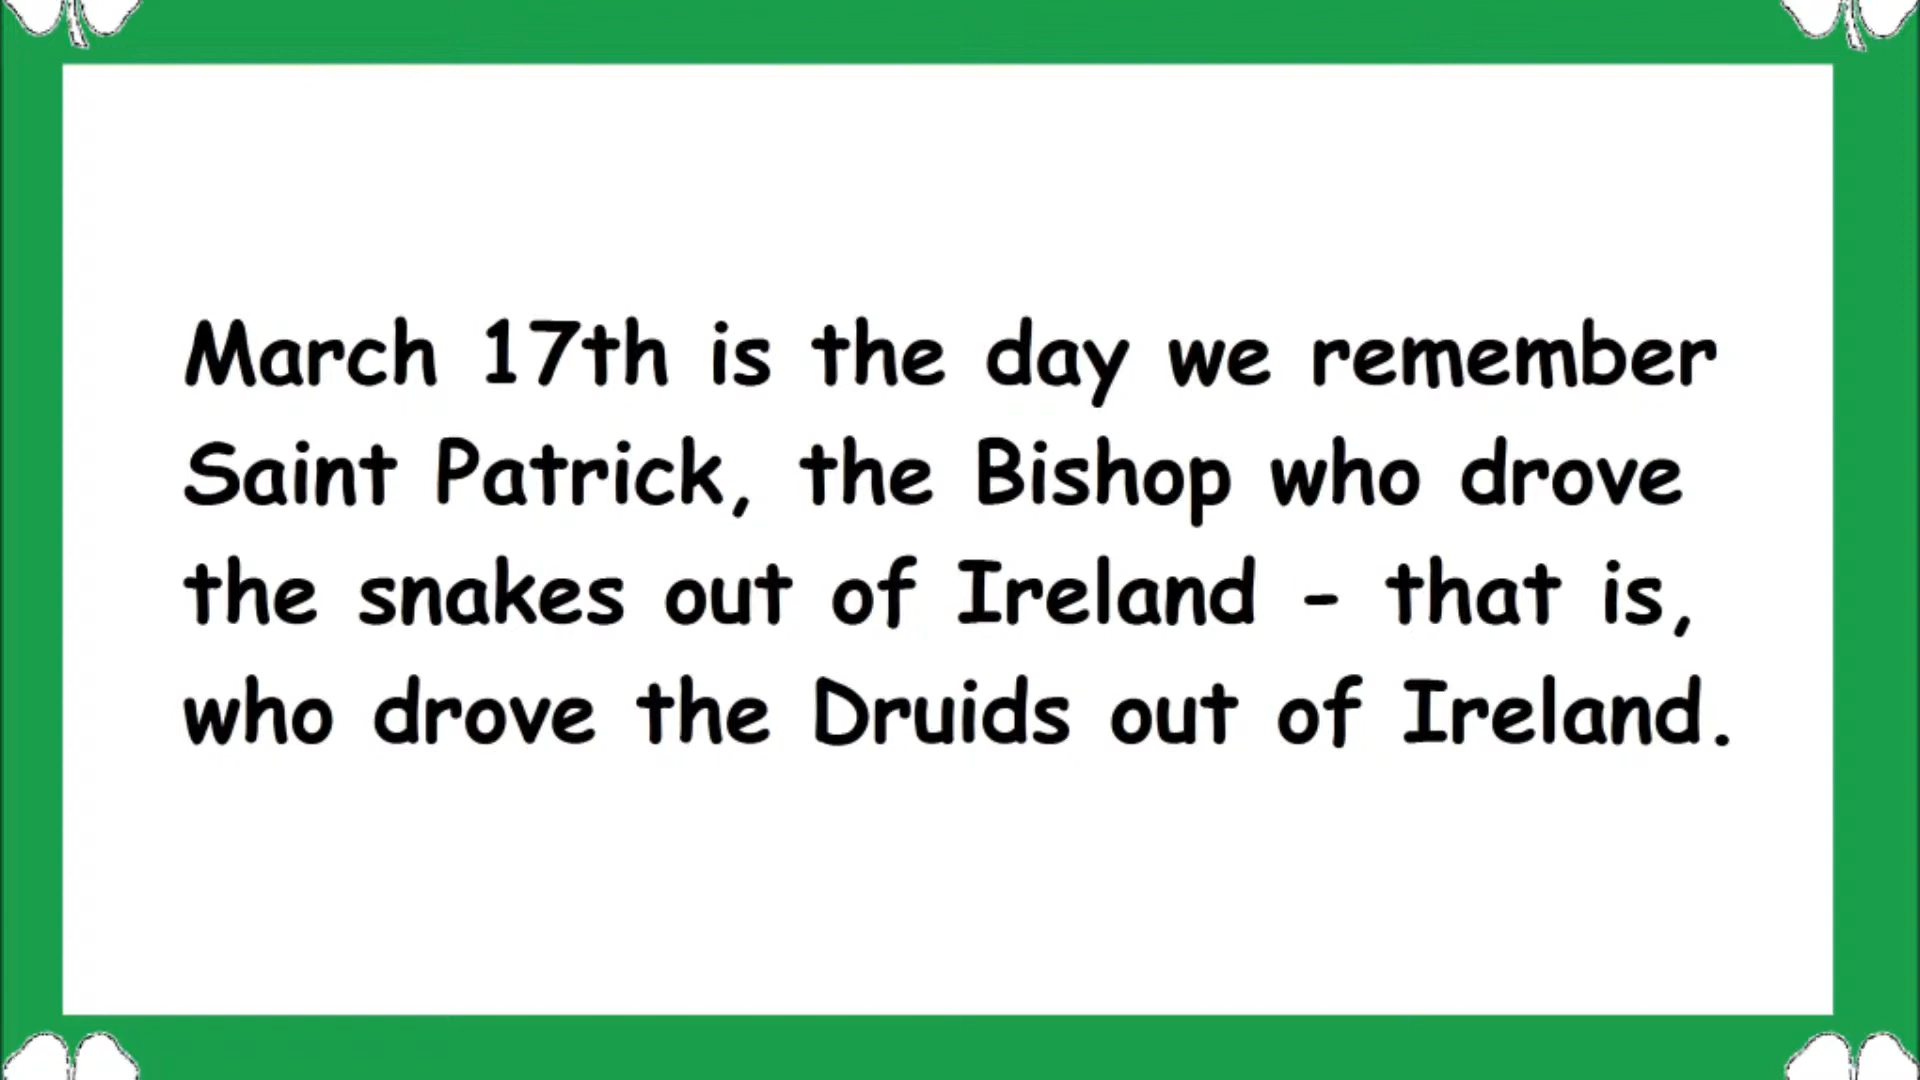 March 17th is the day we remember
Saint Patrick, the Bishop who drove
the snakes out of Ireland - that is,
who drove the Druids out of Ireland.